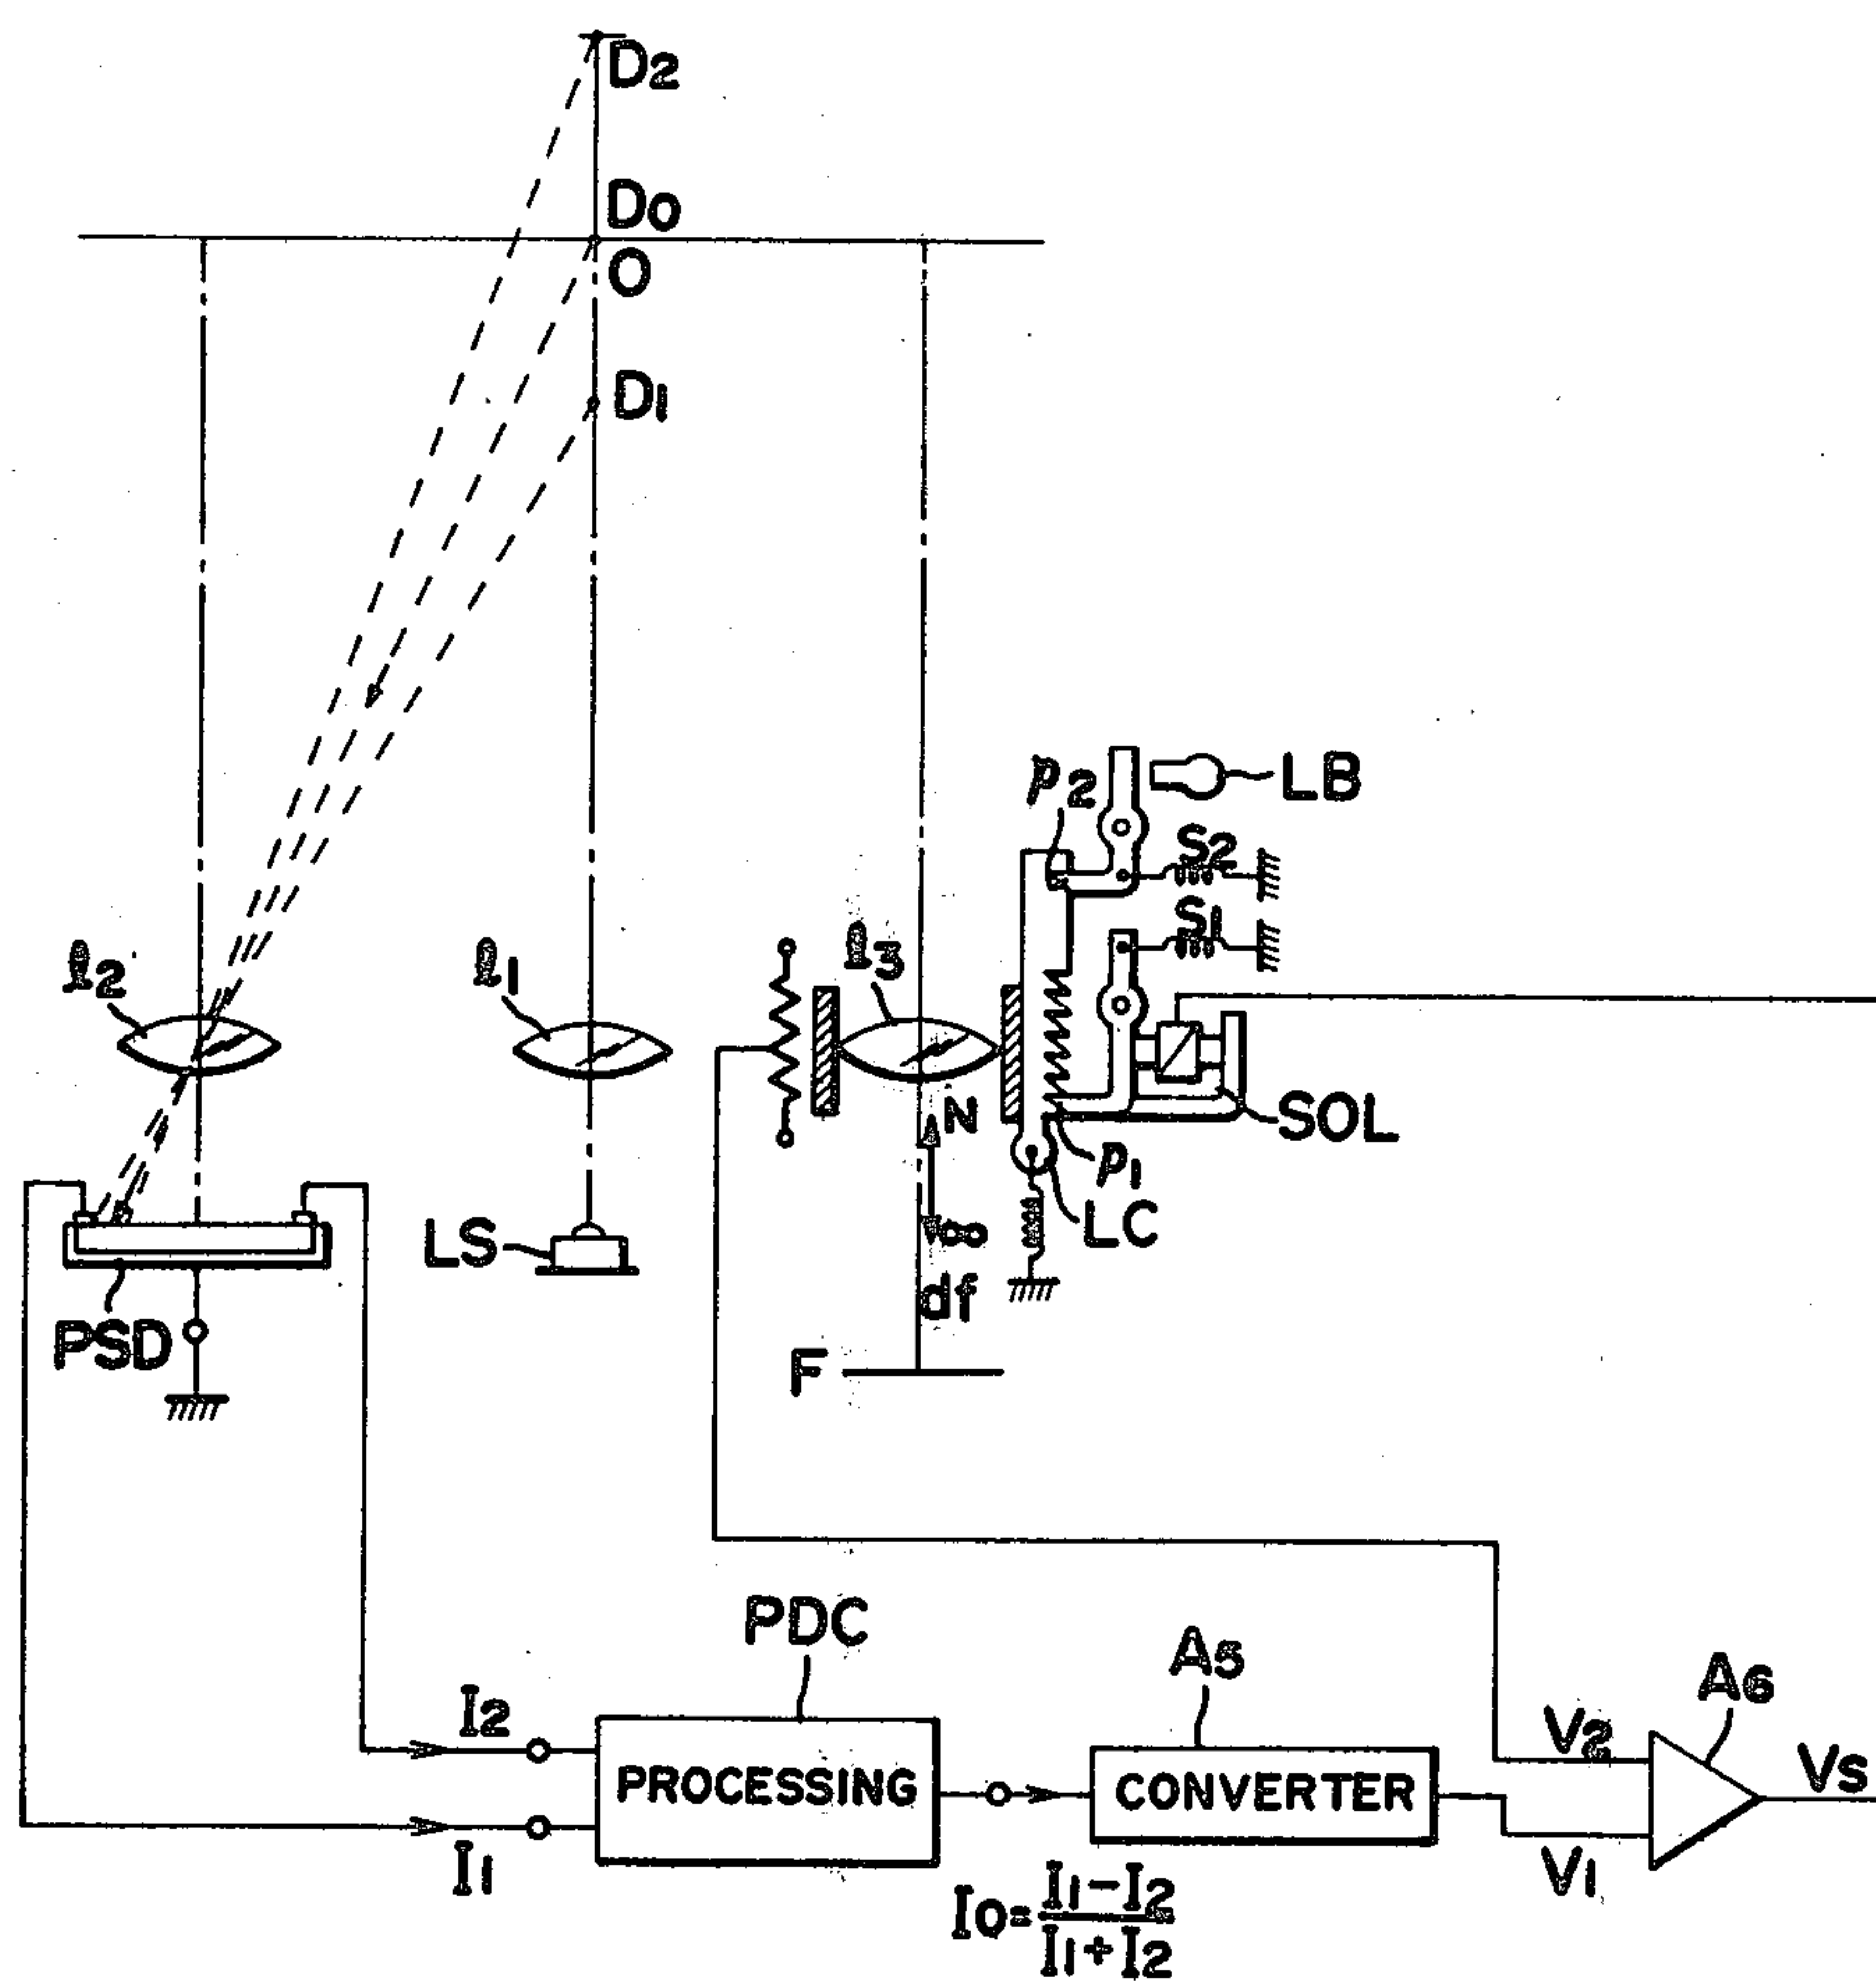 D2
Do
O
D1
p2
LB
S2
S1
l2
l1
l3
N
SOL
p1
LC
LS
∞
df
PSD
F
PDC
A5
A6
I2
V2
PROCESSING
CONVERTER
Vs
I1
V1
Io=I1-I2/I1+I2